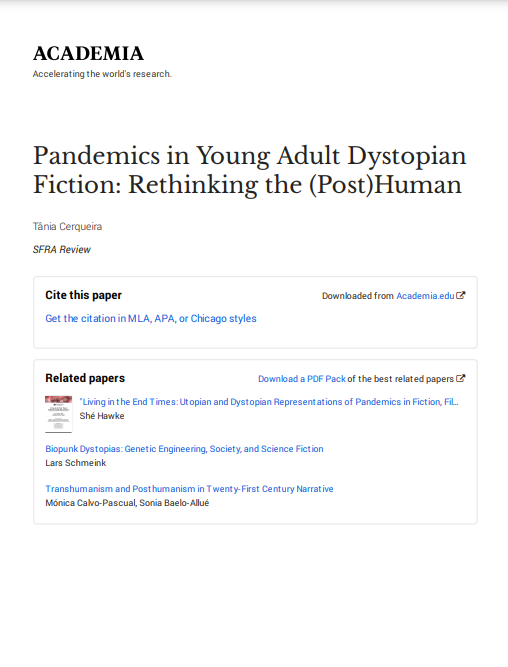 ACADEMIA
Accelerating the world's research.
Pandemics in Young Adult Dystopian
Fiction: Rethinking the (Post)Human
Tânia Cerqueira
SFRA Review
Cite this paper
Downloaded from Academia.edu
Get the citation in MLA, APA, or Chicago styles
Related papers
Download a PDF Pack of the best related papers
"Living in the End Times: Utopian and Dystopian Representations of Pandemics in Fiction, Fil...
Shé Hawke
Biopunk Dystopias: Genetic Engineering, Society, and Science Fiction
Lars Schmeink
Transhumanism and Posthumanism in Twenty-First Century Narrative
Mónica Calvo-Pascual, Sonia Baelo-Allué